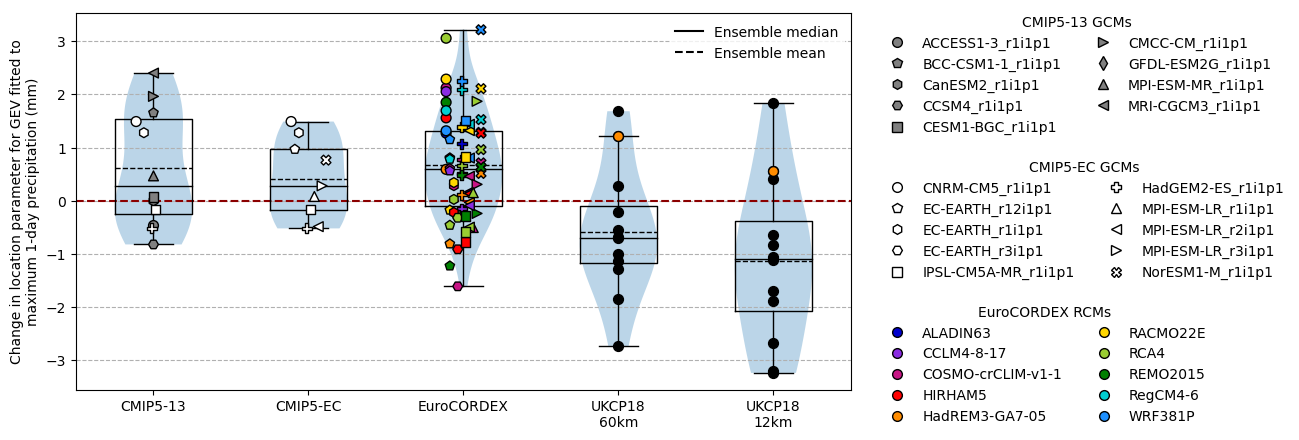 Change in location parameter for GEV fitted to
maximum 1-day precipitation (mm)
3
2
1
0
−1
−2
−3
Ensemble median
Ensemble mean
CMIP5-13
CMIP5-EC
EuroCORDEX
UKCP18
60km
UKCP18
12km
CMIP5-13 GCMs
ACCESS1-3_r1i1p1
BCC-CSM1-1_r1i1p1
CanESM2_r1i1p1
CCSM4_r1i1p1
CESM1-BGC_r1i1p1
CMCC-CM_r1i1p1
GFDL-ESM2G_r1i1p1
MPI-ESM-MR_r1i1p1
MRI-CGCM3_r1i1p1
CMIP5-EC GCMs
CNRM-CM5_r1i1p1
EC-EARTH_r12i1p1
EC-EARTH_r1i1p1
EC-EARTH_r3i1p1
IPSL-CM5A-MR_r1i1p1
HadGEM2-ES_r1i1p1
MPI-ESM-LR_r1i1p1
MPI-ESM-LR_r2i1p1
MPI-ESM-LR_r3i1p1
NorESM1-M_r1i1p1
EuroCORDEX RCMs
ALADIN63
CCLM4-8-17
COSMO-crCLIM-v1-1
HIRHAM5
HadREM3-GA7-05
RACMO22E
RCA4
REMO2015
RegCM4-6
WRF381P